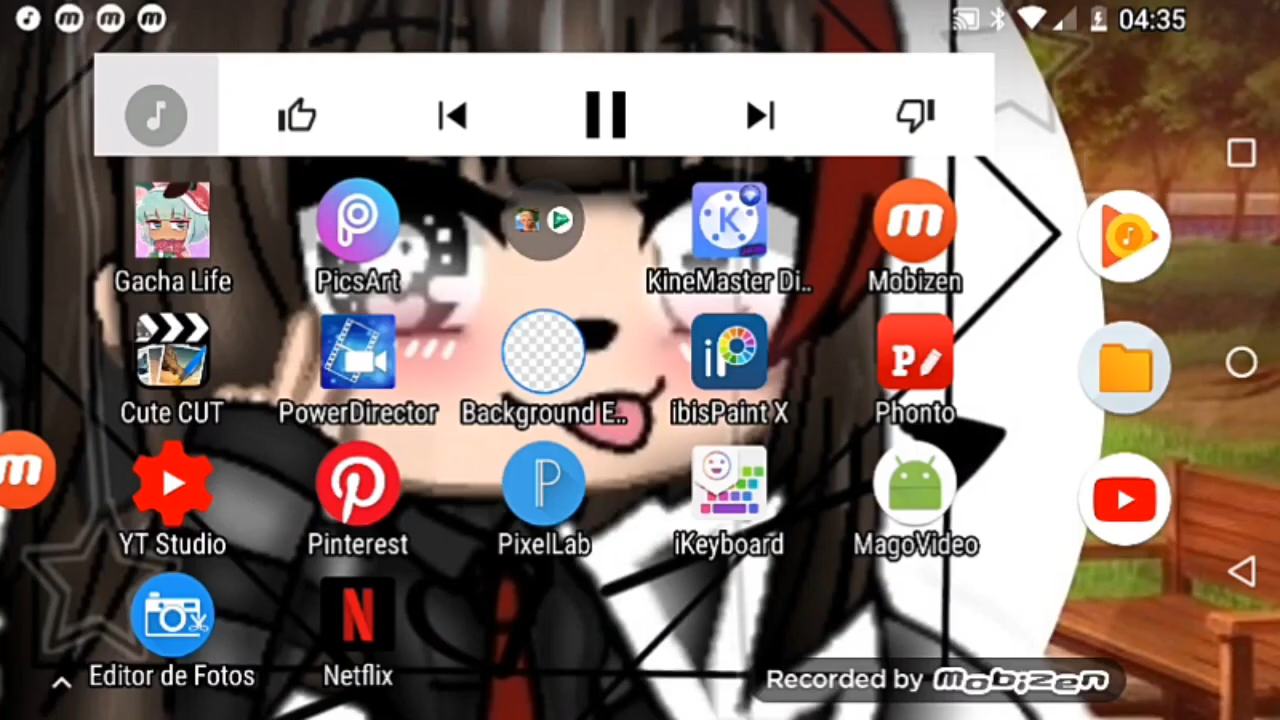 04:35
Gacha Life
PicsArt
KineMaster Di..
Mobizen
Cute CUT
PowerDirector
Background E..
ibisPaint X
Phonto
YT Studio
Pinterest
PixelLab
iKeyboard
MagoVideo
Editor de Fotos
Netflix
Recorded by mobizen